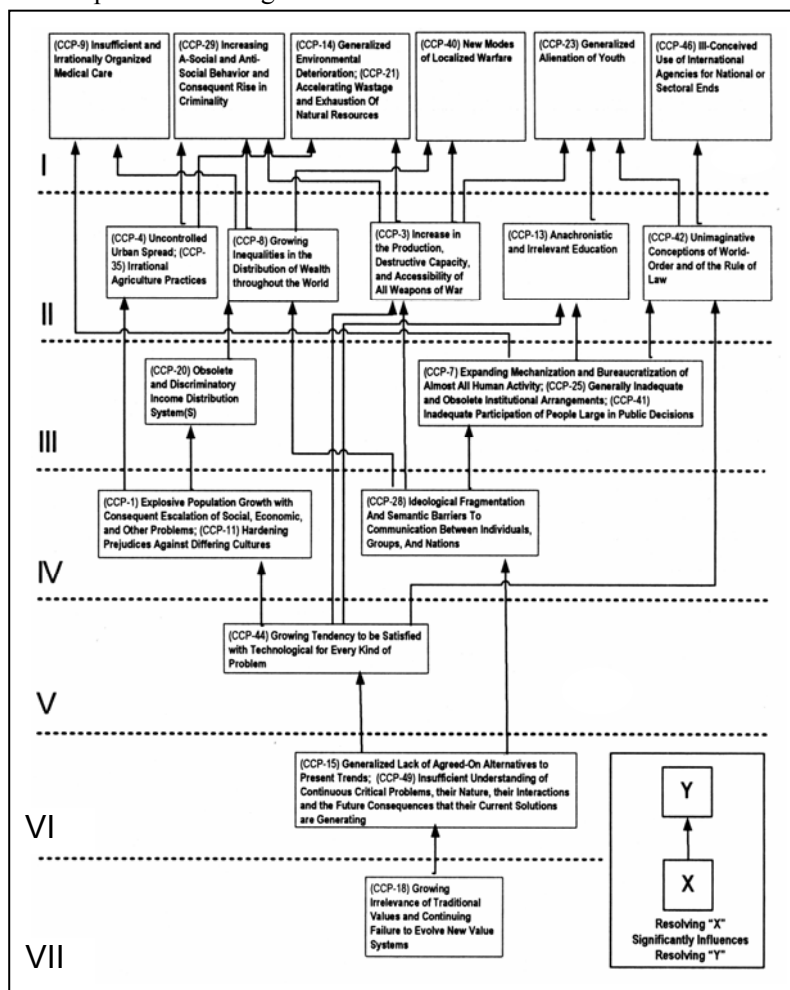 (CCP-9) Insufficient and
Irrationally Organized
Medical Care
(CCP-29) Increasing
A-Social and Anti-
Social Behavior and
Consequent Rise in
Criminality
(CCP-14) Generalized
Environmental
Deterioration; (CCP-21)
Accelerating Wastage
and Exhaustion Of
Natural Resources
(CCP-40) New Modes
of Localized Warfare
(CCP-23) Generalized
Alienation of Youth
(CCP-46) Ill-Conceived
Use of International
Agencies for National or
Sectoral Ends
I
(CCP-4) Uncontrolled
Urban Spread; (CCP-
35) Irrational
Agriculture Practices
(CCP-8) Growing
Inequalities in the
Distribution of Wealth
throughout the World
(CCP-3) Increase in
the Production,
Destructive Capacity,
and Accessibility of
All Weapons of War
(CCP-13) Anachronistic
and Irrelevant Education
(CCP-42) Unimaginative
Conceptions of World-
Order and of the Rule of
Law
II
(CCP-20) Obsolete
and Discriminatory
Income Distribution
System(S)
(CCP-7) Expanding Mechanization and Bureaucratization of
Almost All Human Activity; (CCP-25) Generally Inadequate
and Obsolete Institutional Arrangements; (CCP-41)
Inadequate Participation of People Large in Public Decisions
III
(CCP-1) Explosive Population Growth with
Consequent Escalation of Social, Economic,
and Other Problems; (CCP-11) Hardening
Prejudices Against Differing Cultures
(CCP-28) Ideological Fragmentation
And Semantic Barriers To
Communication Between Individuals,
Groups, And Nations
IV
(CCP-44) Growing Tendency to be Satisfied
with Technological for Every Kind of
Problem
V
(CCP-15) Generalized Lack of Agreed-On Alternatives to
Present Trends; (CCP-49) Insufficient Understanding of
Continuous Critical Problems, their Nature, their Interactions
and the Future Consequences that their Current Solutions
are Generating
VI
(CCP-18) Growing
Irrelevance of Traditional
Values and Continuing
Failure to Evolve New Value
Systems
VII
Y
X
Resolving "X"
Significantly Influences
Resolving "Y"